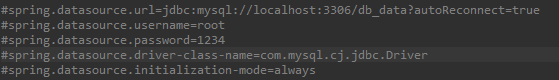 #spring.datasource.url=jdbc:mysql://localhost:3306/db_data?autoReconnect=true
#spring.datasource.username=root
#spring.datasource.password=1234
#spring.datasource.driver-class-name=com.mysql.cj.jdbc.Driver
#spring.datasource.initialization-mode=always